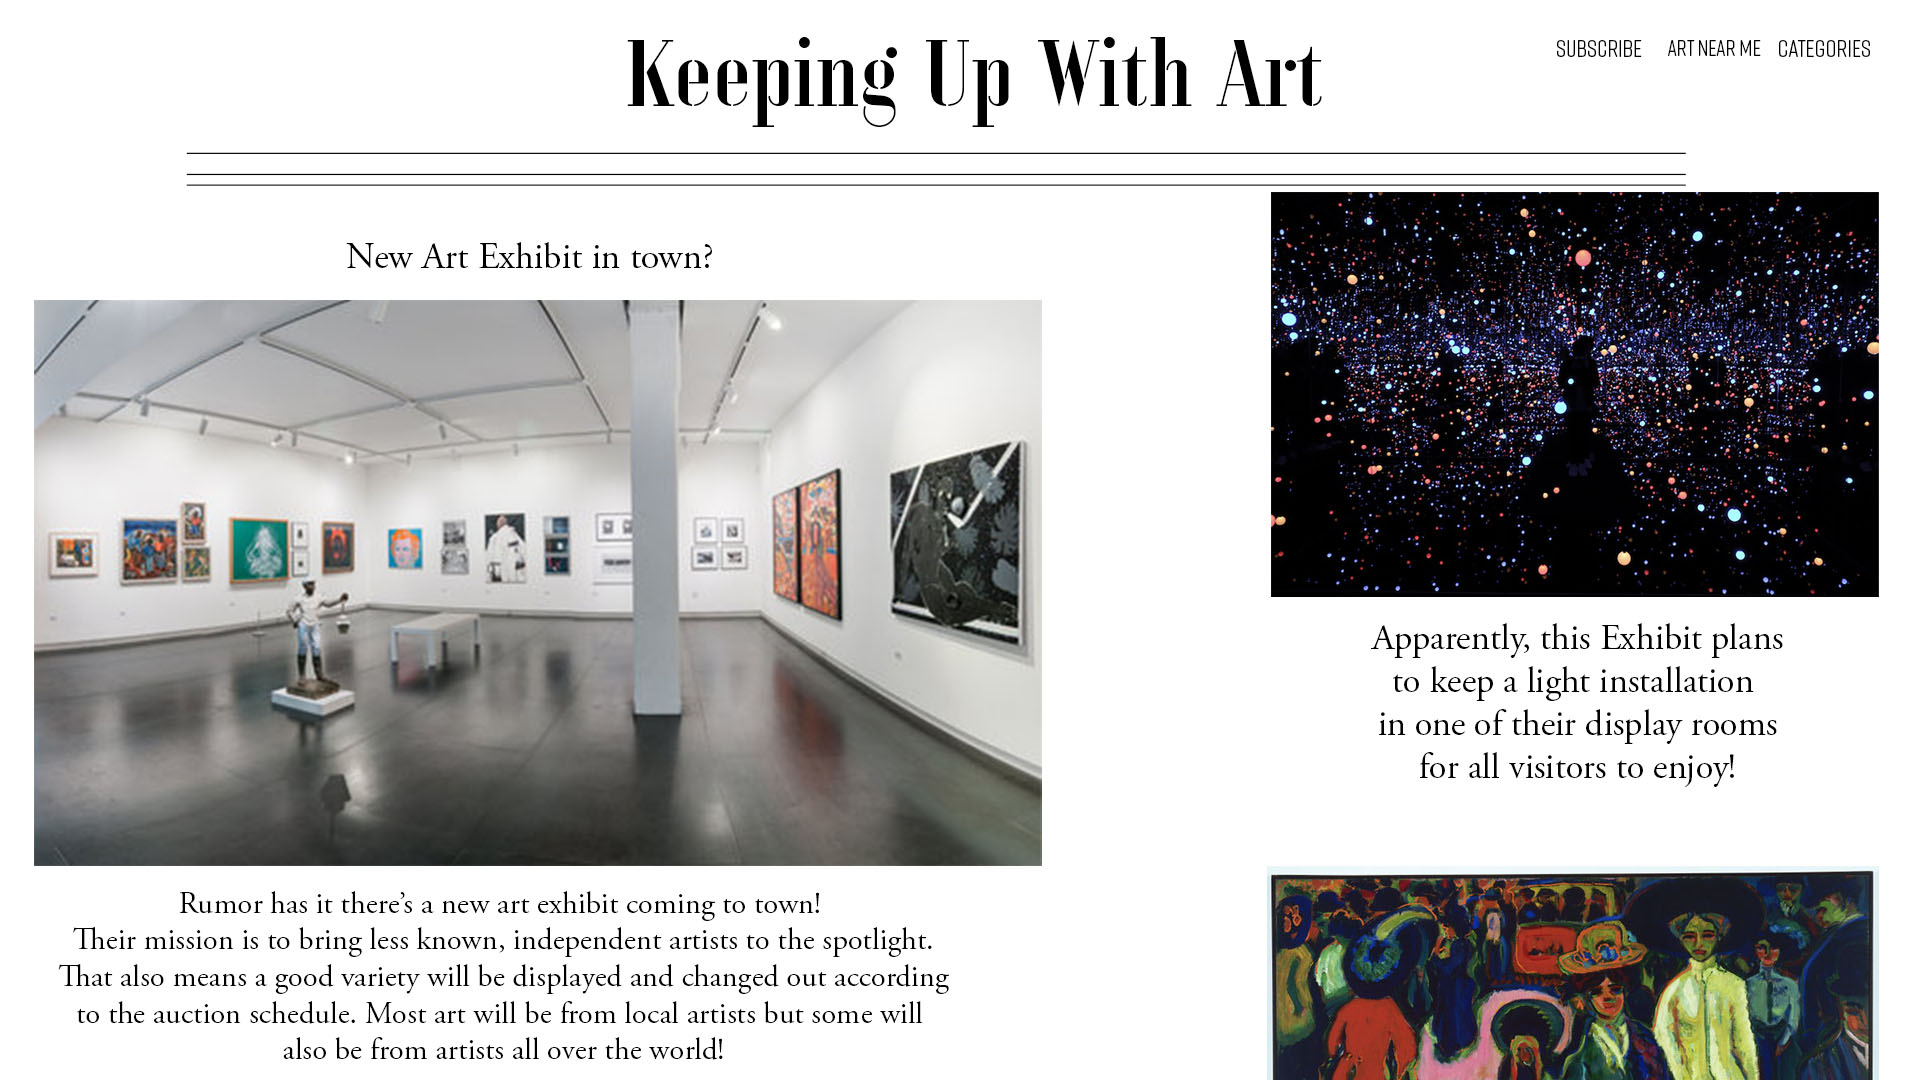 Keeping Up With Art
SUBSCRIBE
ART NEAR ME
CATEGORIES
New Art Exhibit in town?
Rumor has it there’s a new art exhibit coming to town!
Their mission is to bring less known, independent artists to the spotlight.
That also means a good variety will be displayed and changed out according
to the auction schedule. Most art will be from local artists but some will
also be from artists all over the world!
Apparently, this Exhibit plans
to keep a light installation
in one of their display rooms
for all visitors to enjoy!